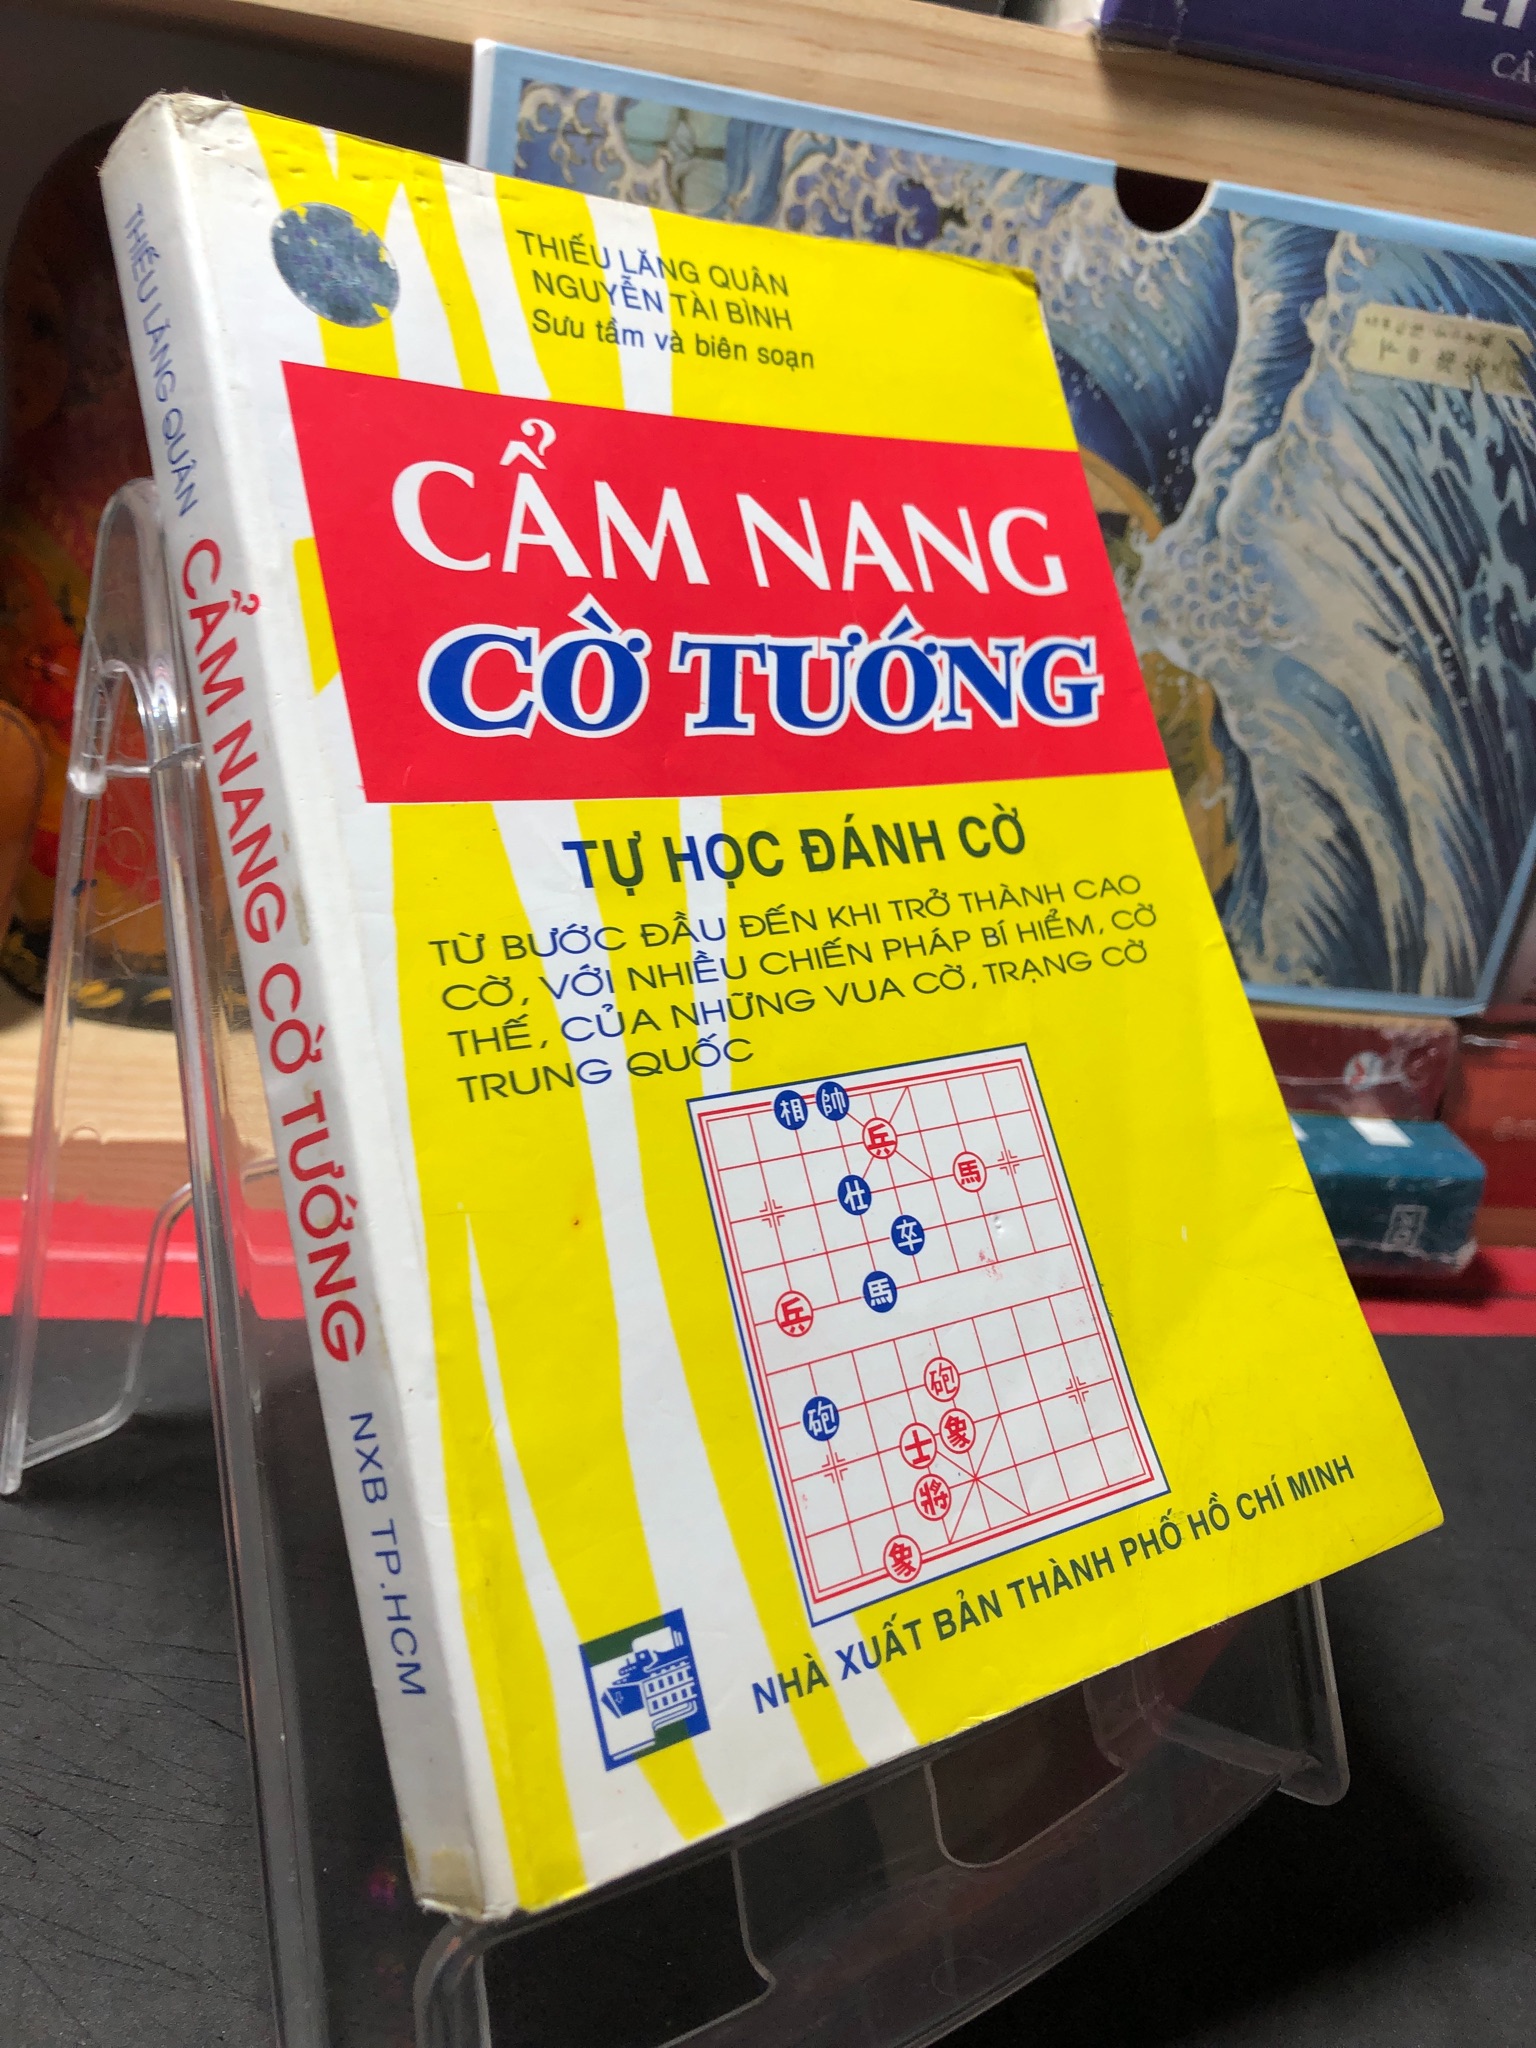 THIẾU LĂNG QUÂN
NGUYỄN TÀI BÌNH
Sưu tầm và biên soạn
CẨM NANG
CỜ TƯỚNG
TỰ HỌC ĐÁNH CỜ
TỪ BƯỚC ĐẦU ĐẾN KHI TRỞ THÀNH CAO
CỜ, VỚI NHIỀU CHIẾN PHÁP BÍ HIỂM, CỜ
THẾ, CỦA NHỮNG VUA CỜ, TRẠNG CỜ
TRUNG QUỐC
相 帥
兵
馬
仕
卒
馬
兵
砲
砲
象
士
將
象
NHÀ XUẤT BẢN THÀNH PHỐ HỒ CHÍ MINH
THIẾU LĂNG QUÂN CẨM NANG CỜ TƯỚNG NXB TP.HCM